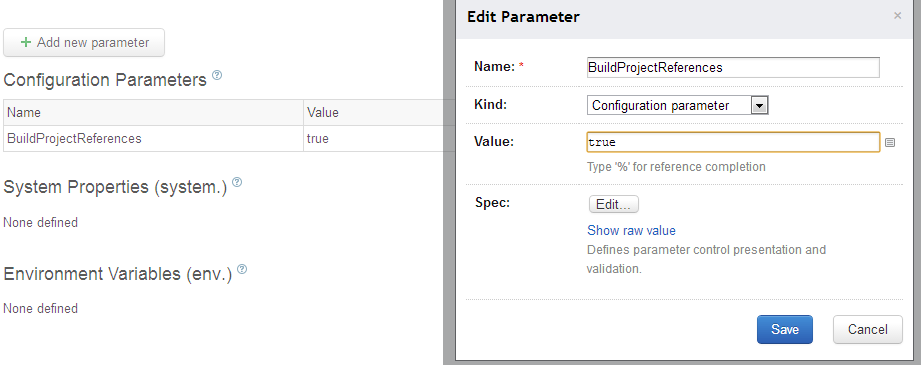 + Add new parameter
Configuration Parameters ?
Name Value
BuildProjectReferences true
System Properties (system.) ?
None defined
Environment Variables (env.) ?
None defined
Edit Parameter ×
Name: * BuildProjectReferences
Kind: Configuration parameter
Value: true
Type '%' for reference completion
Spec: Edit...
Show raw value
Defines parameter control presentation and
validation.
Save Cancel